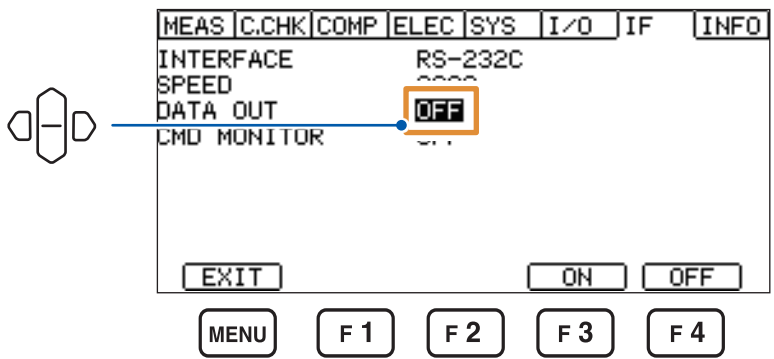 MEAS C.CHK COMP ELEC SYS I/O IF INFO
INTERFACE RS-232C
SPEED
DATA OUT OFF
CMD MONITOR
EXIT ON OFF
MENU F 1 F 2 F 3 F 4